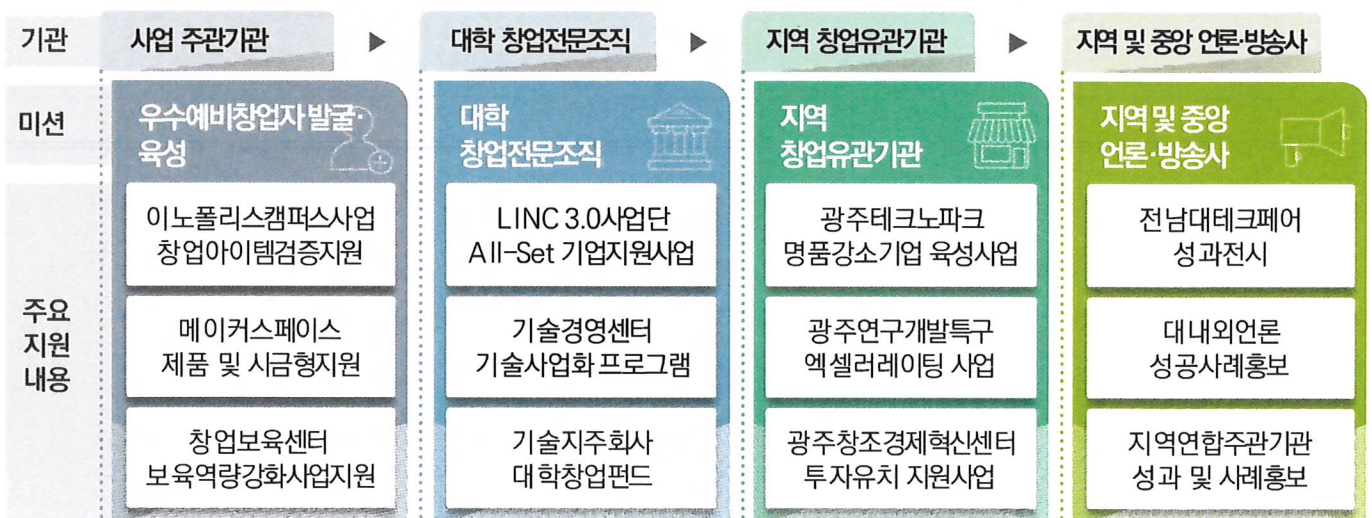 기관
사업 주관기관 ▶
대학 창업전문조직 ▶
지역 창업유관기관 ▶
지역 및 중앙 언론·방송사
미션
우수예비창업자 발굴·
육성
대학
창업전문조직
지역
창업유관기관
지역 및 중앙
언론·방송사
주요
지원
내용
이노폴리스캠퍼스사업
창업아이템검증지원
LINC 3.0사업단
All-Set 기업지원사업
광주테크노파크
명품강소기업 육성사업
전남대테크페어
성과전시
메이커스페이스
제품 및 시금형지원
기술경영센터
기술사업화 프로그램
광주연구개발특구
엑셀러레이팅 사업
대내외언론
성공사례홍보
창업보육센터
보육역량강화사업지원
기술지주회사
대학창업펀드
광주창조경제혁신센터
투자유치 지원사업
지역연합주관기관
성과 및 사례홍보